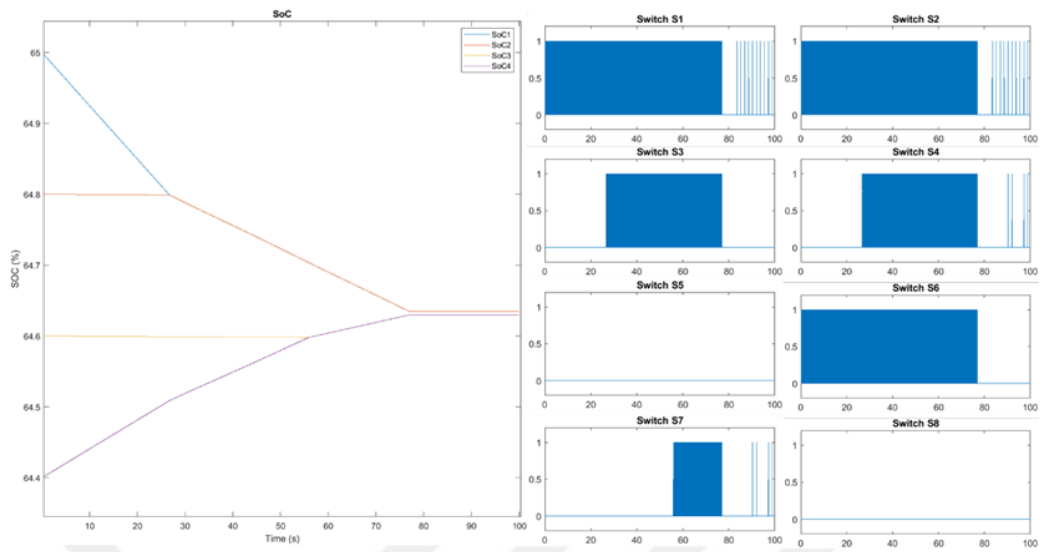 SoC
SoC1
SoC2
SoC3
SoC4
65
64.9
64.8
64.7
64.6
64.5
64.4
SOC (%)
10 20 30 40 50 60 70 80 90 100
Time (s)
Switch S1
1
0.5
0
0 20 40 60 80 100
Switch S2
1
0.5
0
0 20 40 60 80 100
Switch S3
1
0.5
0
0 20 40 60 80 100
Switch S4
1
0.5
0
0 20 40 60 80 100
Switch S5
1
0.5
0
0 20 40 60 80 100
Switch S6
1
0.5
0
0 20 40 60 80 100
Switch S7
1
0.5
0
0 20 40 60 80 100
Switch S8
1
0.5
0
0 20 40 60 80 100